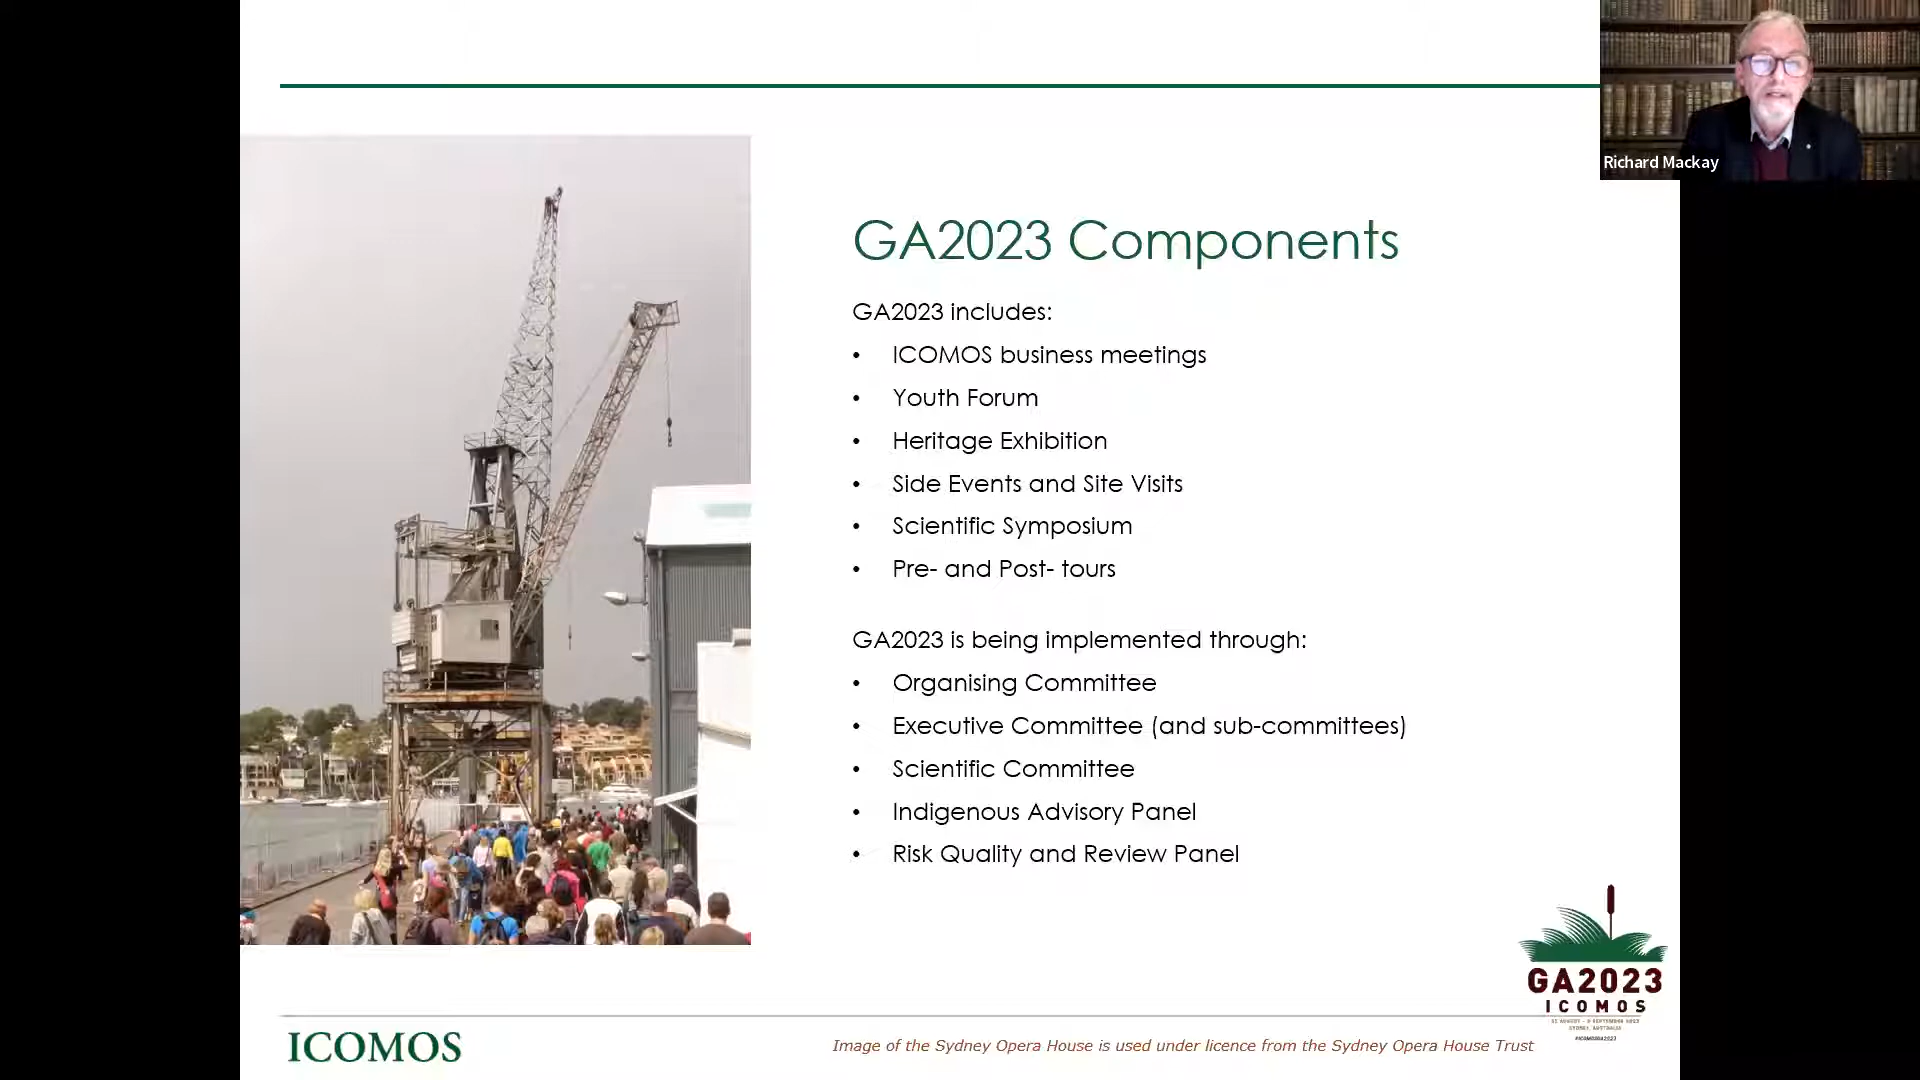 Richard Mackay
GA2023 Components
GA2023 includes:
• ICOMOS business meetings
• Youth Forum
• Heritage Exhibition
• Side Events and Site Visits
• Scientific Symposium
• Pre- and Post- tours
GA2023 is being implemented through:
• Organising Committee
• Executive Committee (and sub-committees)
• Scientific Committee
• Indigenous Advisory Panel
• Risk Quality and Review Panel
GA2023
ICOMOS
SYDNEY, AUSTRALIA
#ICOMOSGA2023
ICOMOS
Image of the Sydney Opera House is used under licence from the Sydney Opera House Trust